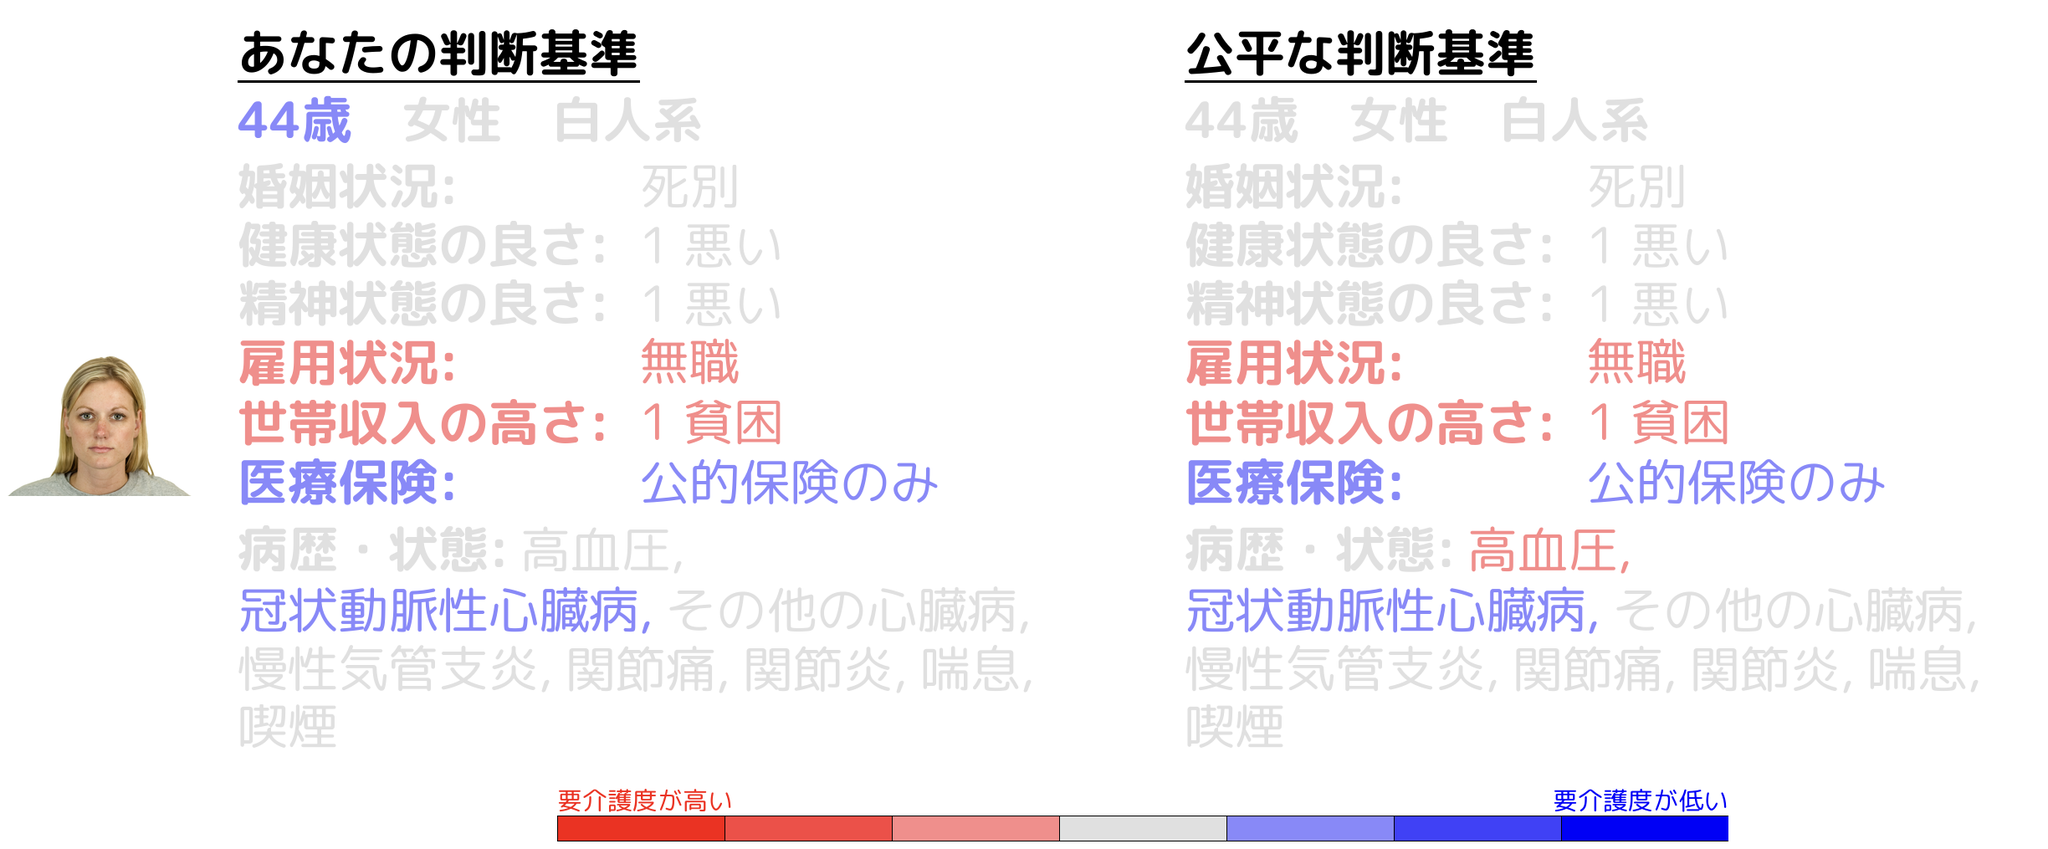 あなたの判断基準
44歳 女性 白人系
婚姻状況: 死別
健康状態の良さ: 1 悪い
精神状態の良さ: 1 悪い
雇用状況: 無職
世帯収入の高さ: 1 貧困
医療保険: 公的保険のみ
病歴・状態: 高血圧,
冠状動脈性心臓病, その他の心臓病,
慢性気管支炎, 関節痛, 関節炎, 喘息,
喫煙
公平な判断基準
44歳 女性 白人系
婚姻状況: 死別
健康状態の良さ: 1 悪い
精神状態の良さ: 1 悪い
雇用状況: 無職
世帯収入の高さ: 1 貧困
医療保険: 公的保険のみ
病歴・状態: 高血圧,
冠状動脈性心臓病, その他の心臓病,
慢性気管支炎, 関節痛, 関節炎, 喘息,
喫煙
要介護度が高い
要介護度が低い